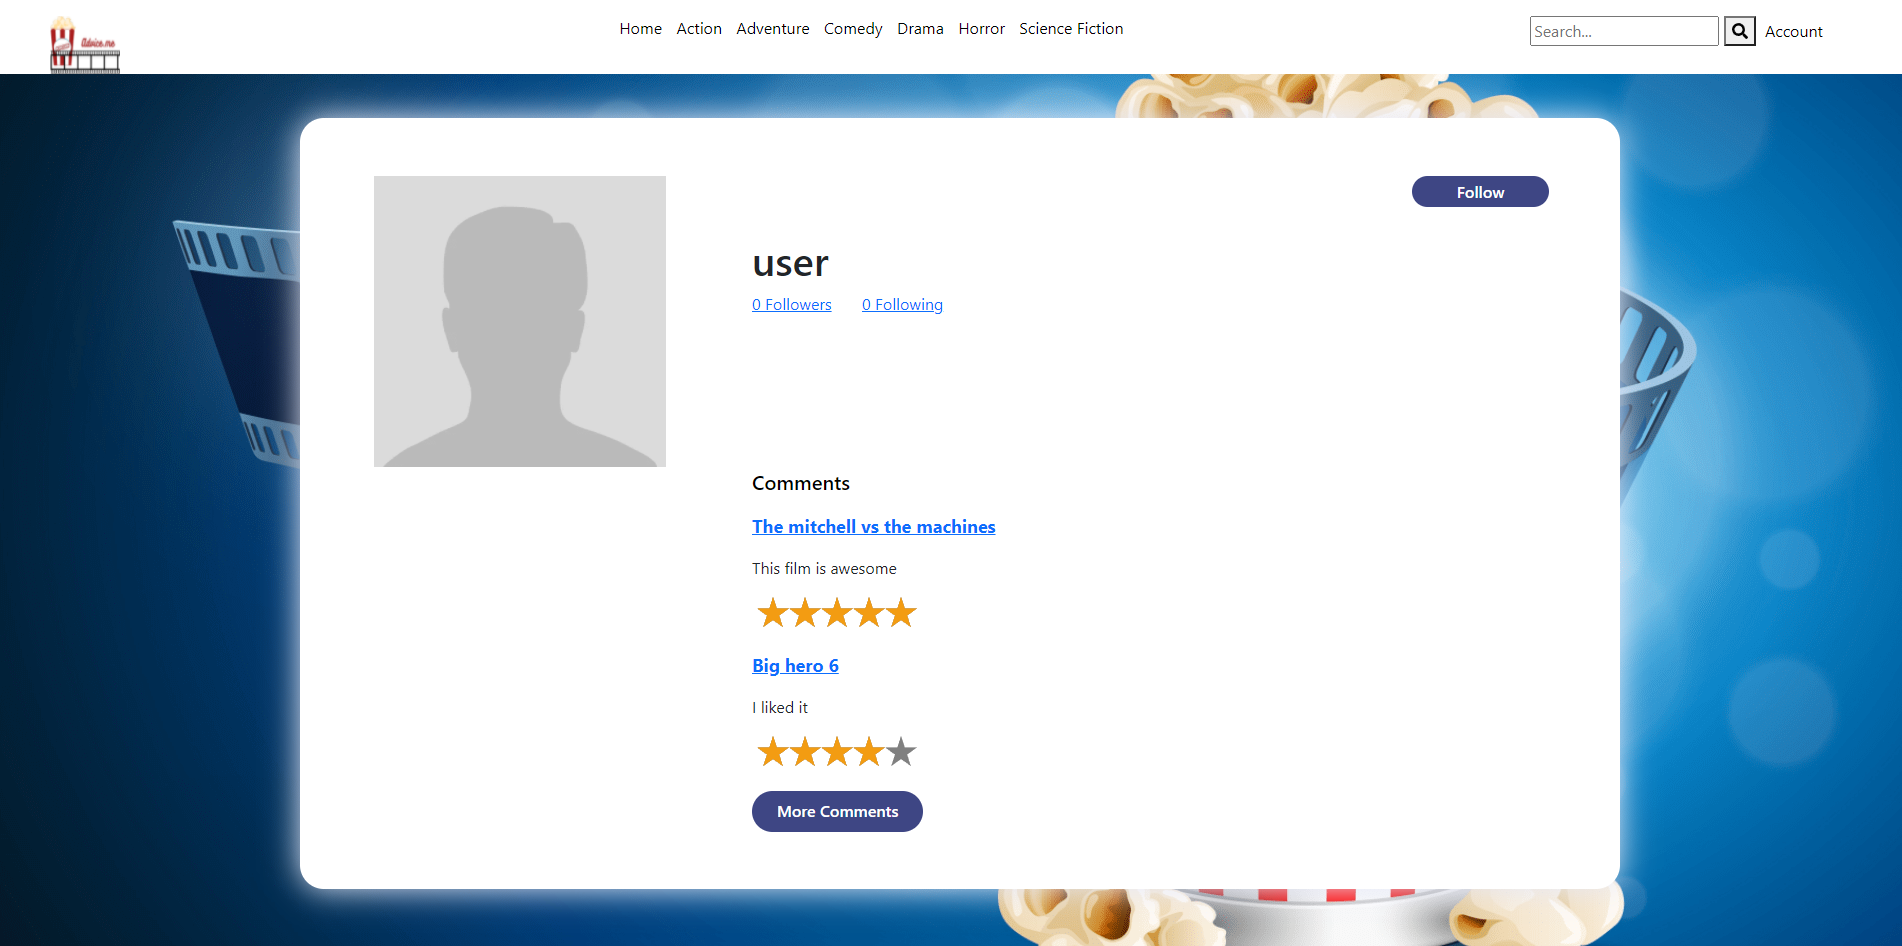 Advice.me
Home Action Adventure Comedy Drama Horror Science Fiction
Search...
Account
Follow
user
0 Followers 0 Following
Comments
The mitchell vs the machines
This film is awesome
Big hero 6
I liked it
More Comments